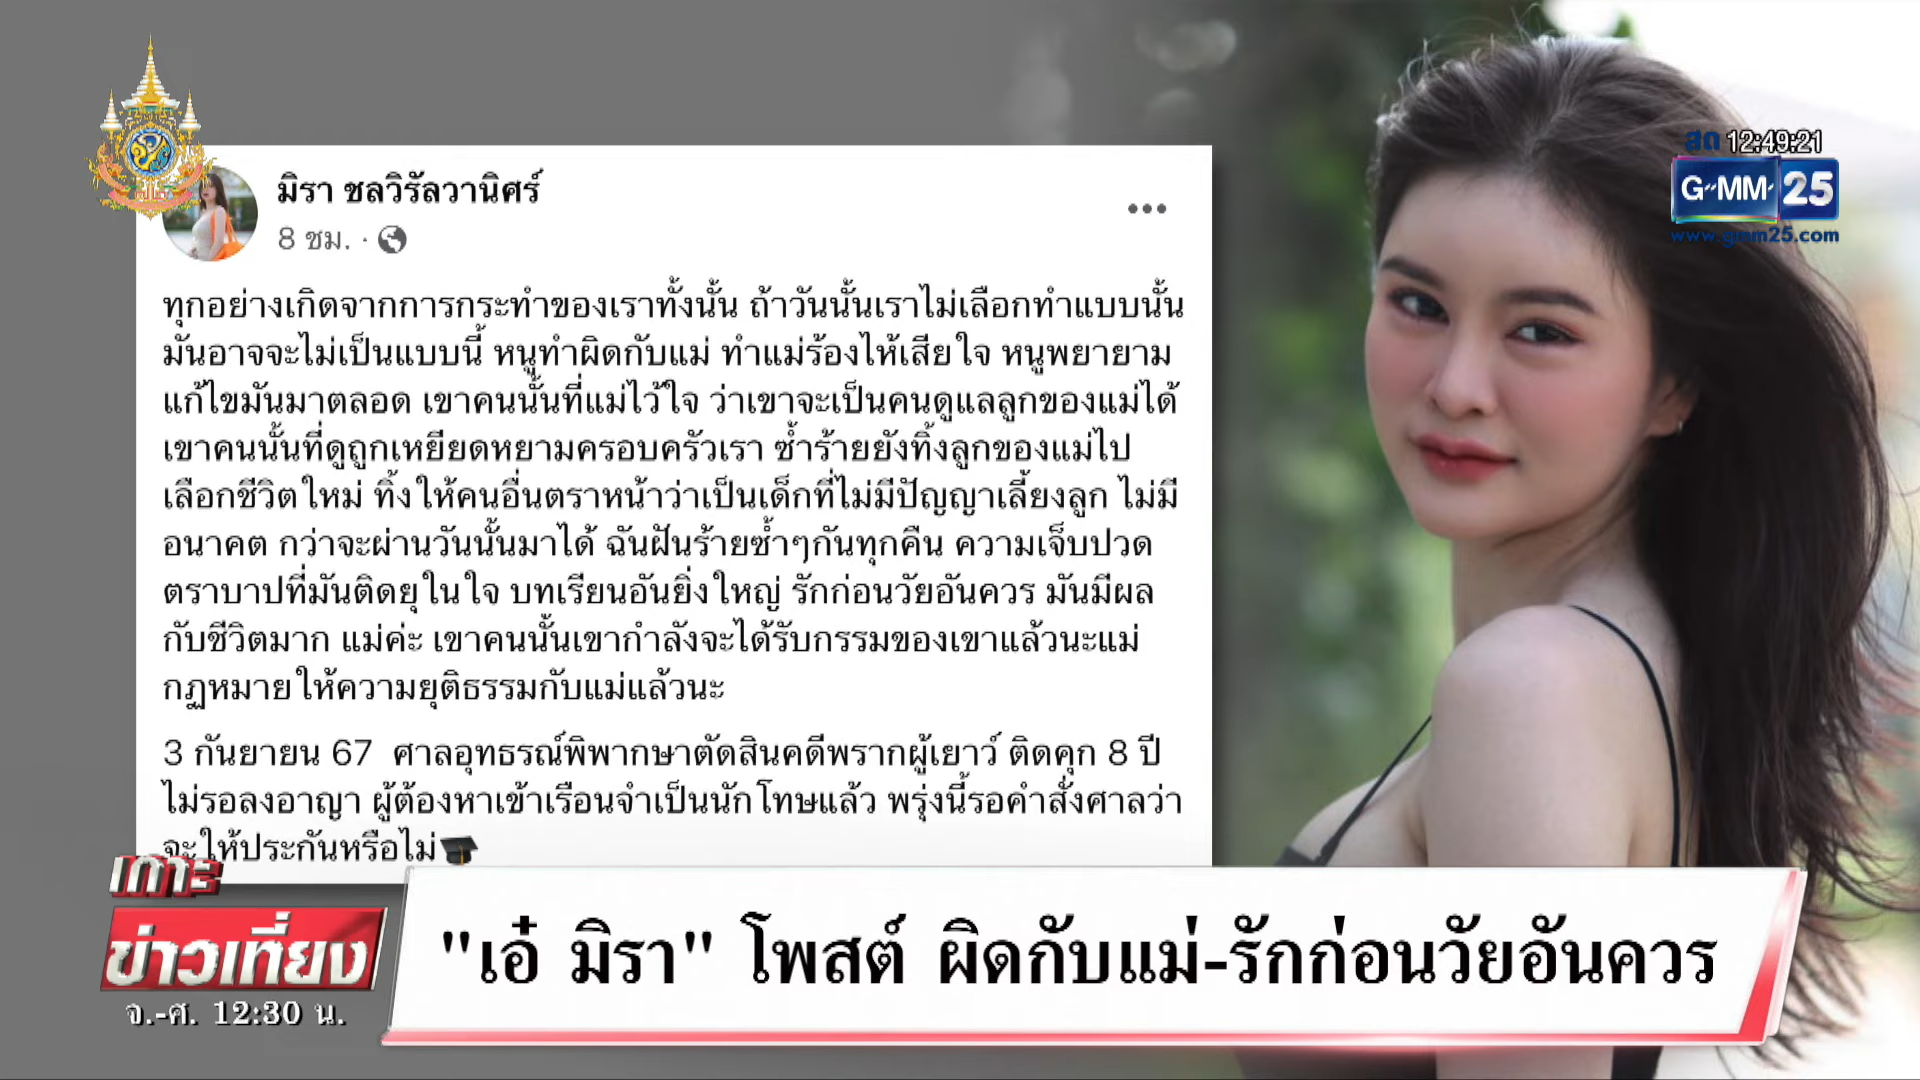 สด 12:49:21
GMM 25
www.gmm25.com
มิรา ชลวิรัลวานิศร์
8 ชม. ·
ทุกอย่างเกิดจากการกระทำของเราทั้งนั้น ถ้าวันนั้นเราไม่เลือกทำแบบนั้น
มันอาจจะไม่เป็นแบบนี้ หนูทำผิดกับแม่ ทำแม่ร้องไห้เสียใจ หนูพยายาม
แก้ไขมันมาตลอด เขาคนนั้นที่แม่ไว้ใจ ว่าเขาจะเป็นคนดูแลลูกของแม่ได้
เขาคนนั้นที่ดูถูกเหยียดหยามครอบครัวเรา ซ้ำร้ายยังทิ้งลูกของแม่ไป
เลือกชีวิตใหม่ ทิ้งให้คนอื่นตราหน้าว่าเป็นเด็กที่ไม่มีปัญญาเลี้ยงลูก ไม่มี
อนาคต กว่าจะผ่านวันนั้นมาได้ ฉันฝันร้ายซ้ำๆกันทุกคืน ความเจ็บปวด
ตราบาปที่มันติดยุในใจ บทเรียนอันยิ่งใหญ่ รักก่อนวัยอันควร มันมีผล
กับชีวิตมาก แม่ค่ะ เขาคนนั้นเขากำลังจะได้รับกรรมของเขาแล้วนะแม่
กฏหมายให้ความยุติธรรมกับแม่แล้วนะ
3 กันยายน 67 ศาลอุทธรณ์พิพากษาตัดสินคดีพรากผู้เยาว์ ติดคุก 8 ปี
ไม่รอลงอาญา ผู้ต้องหาเข้าเรือนจำเป็นนักโทษแล้ว พรุ่งนี้รอคำสั่งศาลว่า
จะให้ประกันหรือไม่🎓
เกาะ
ข่าวเที่ยง
จ.-ศ. 12:30 น.
"เอ๋ มิรา" โพสต์ ผิดกับแม่-รักก่อนวัยอันควร